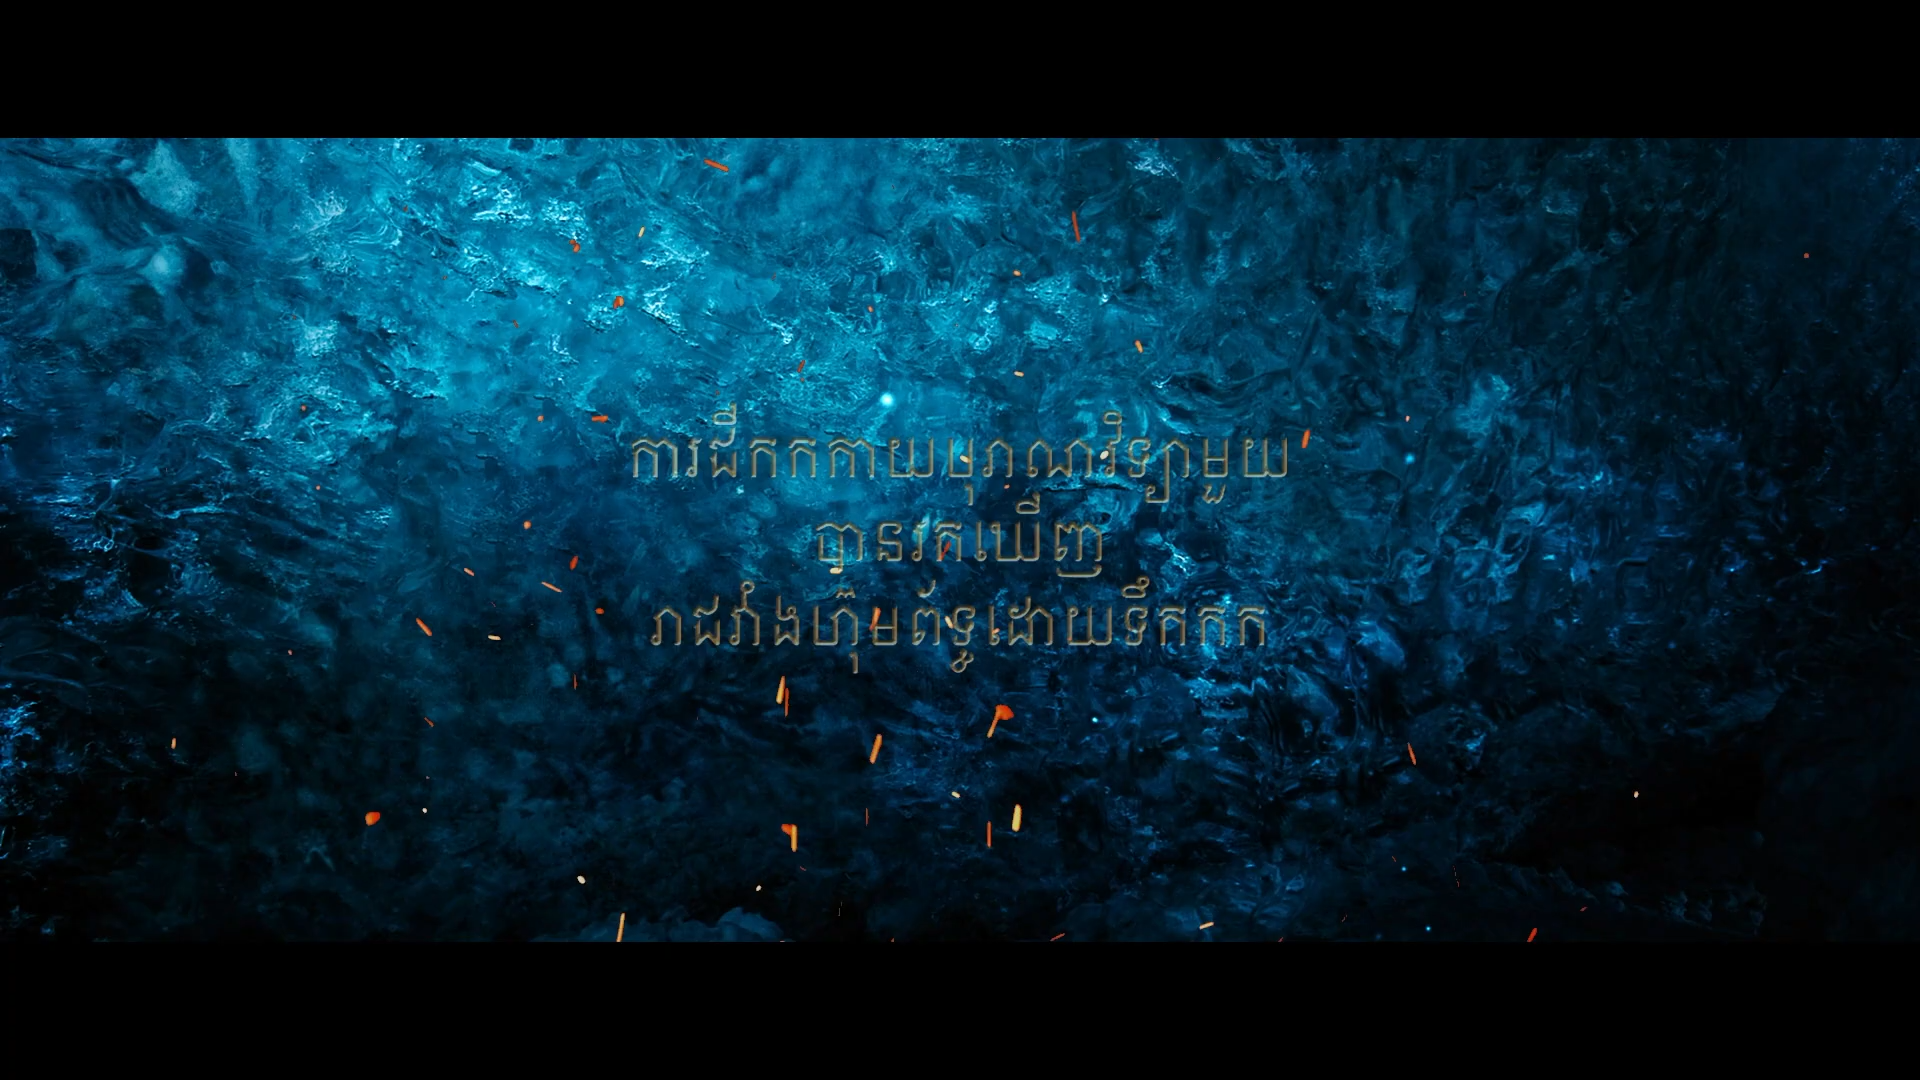 ការជីកកកាយបុរាណវិទ្យាមួយ
បានរកឃើញ
រាជវាំងហ៊ុមព័ទ្ធដោយទឹកកក